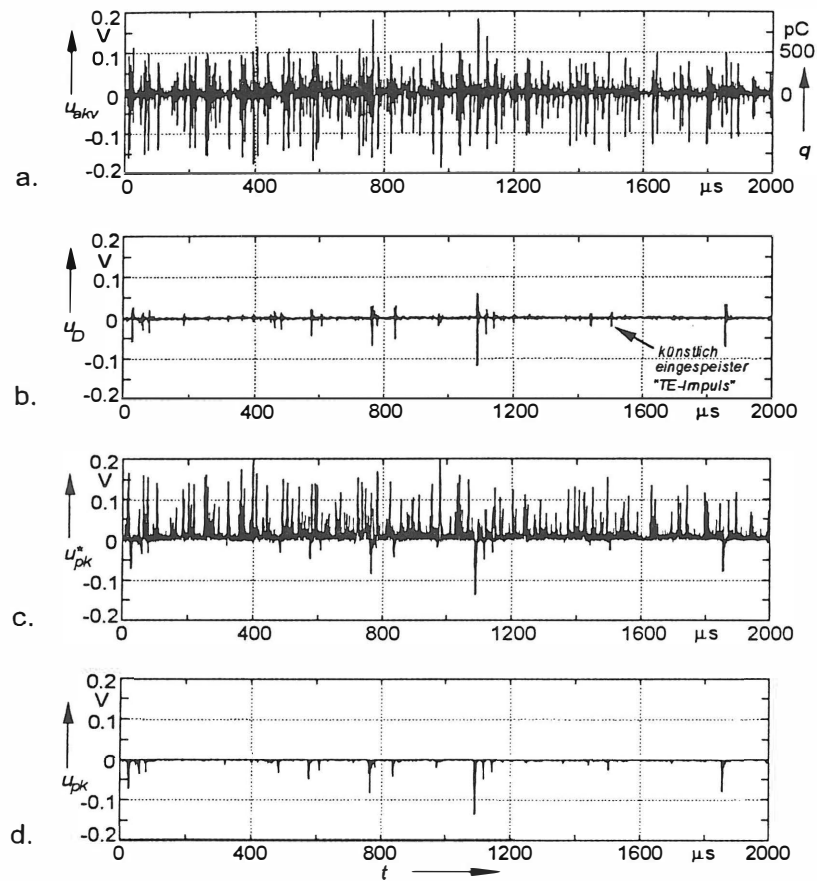 0.2
V
0.1
0
u_akv
-0.1
-0.2
pC
500
0
q
0 400 800 1200 1600 μs 2000
a.
0.2
V
0.1
0
u_D
-0.1
-0.2
künstlich
eingespeister
"TE-Impuls"
0 400 800 1200 1600 μs 2000
b.
0.2
V
0.1
0
u*_pk
-0.1
-0.2
0 400 800 1200 1600 μs 2000
c.
0.2
V
0.1
0
u_pk
-0.1
-0.2
0 400 800 1200 1600 μs 2000
t
d.